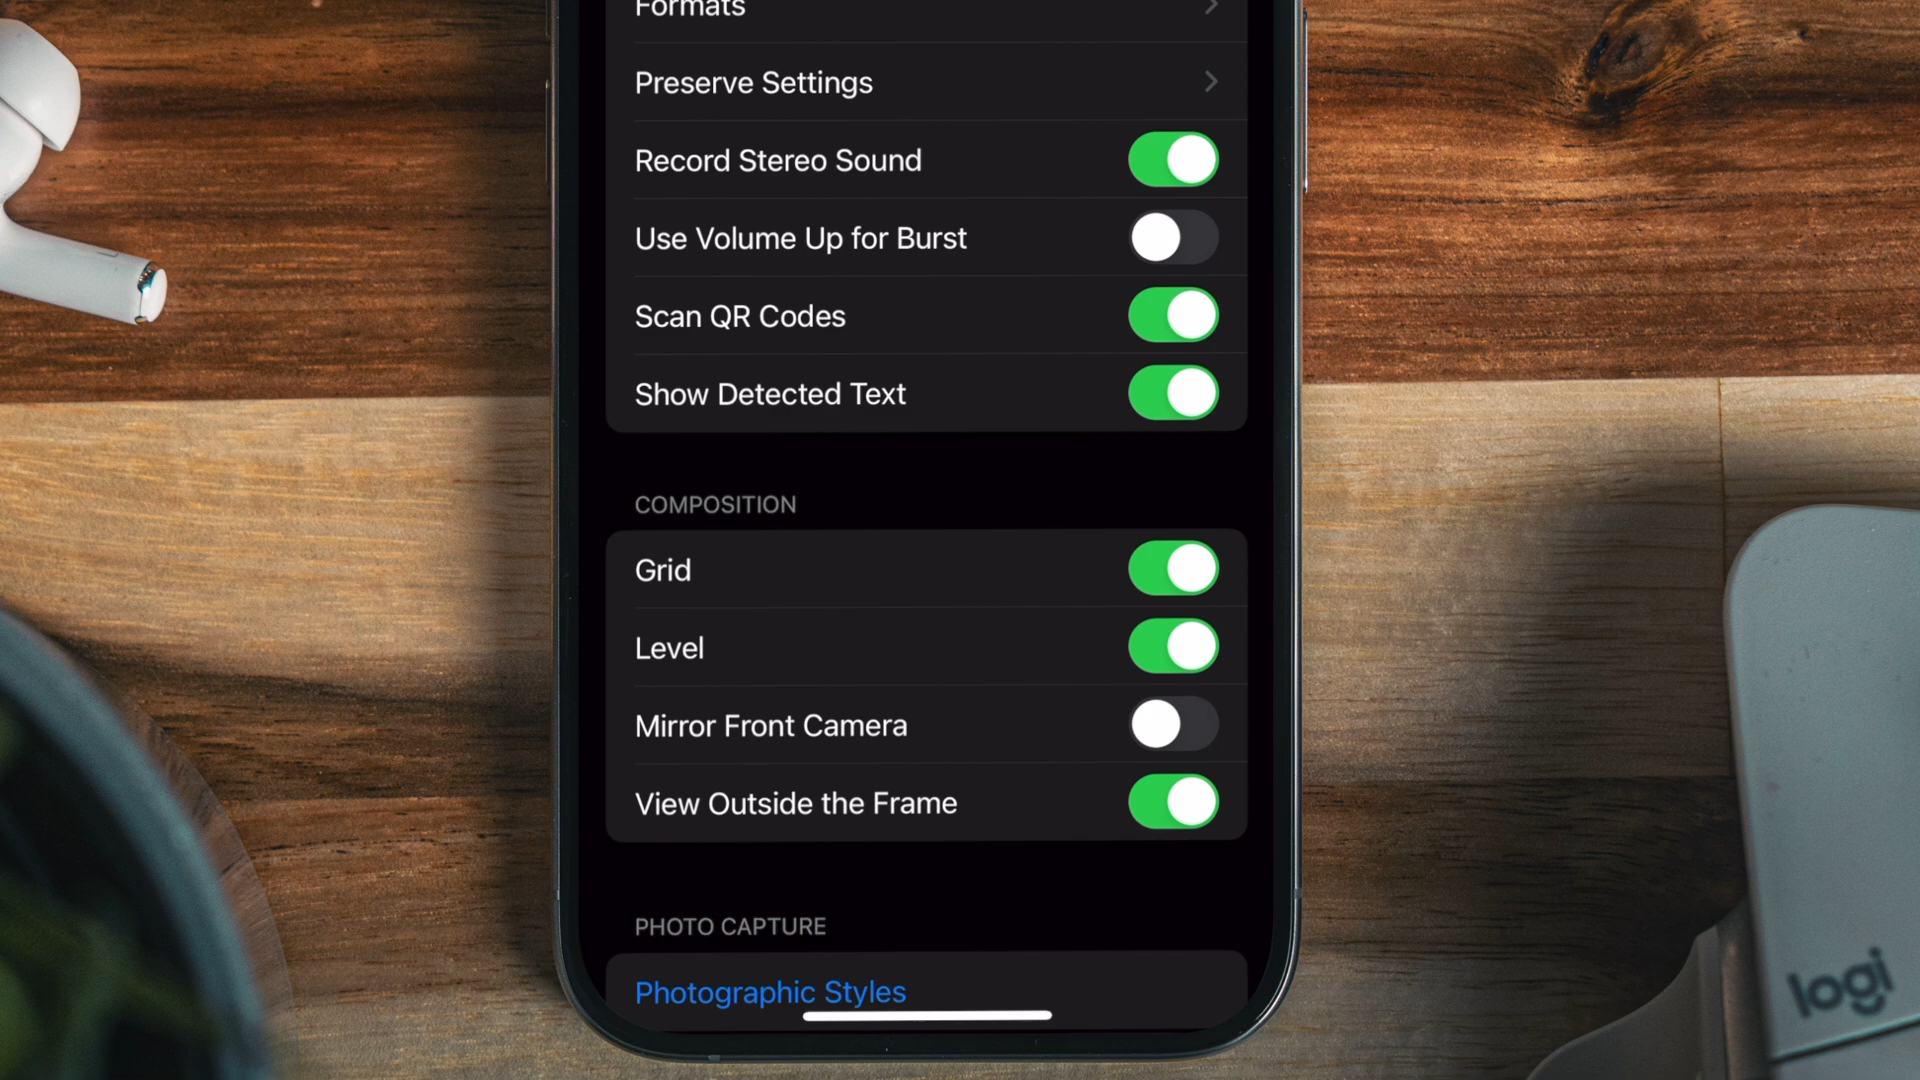 Formats
Preserve Settings
Record Stereo Sound
Use Volume Up for Burst
Scan QR Codes
Show Detected Text
COMPOSITION
Grid
Level
Mirror Front Camera
View Outside the Frame
PHOTO CAPTURE
Photographic Styles
logi